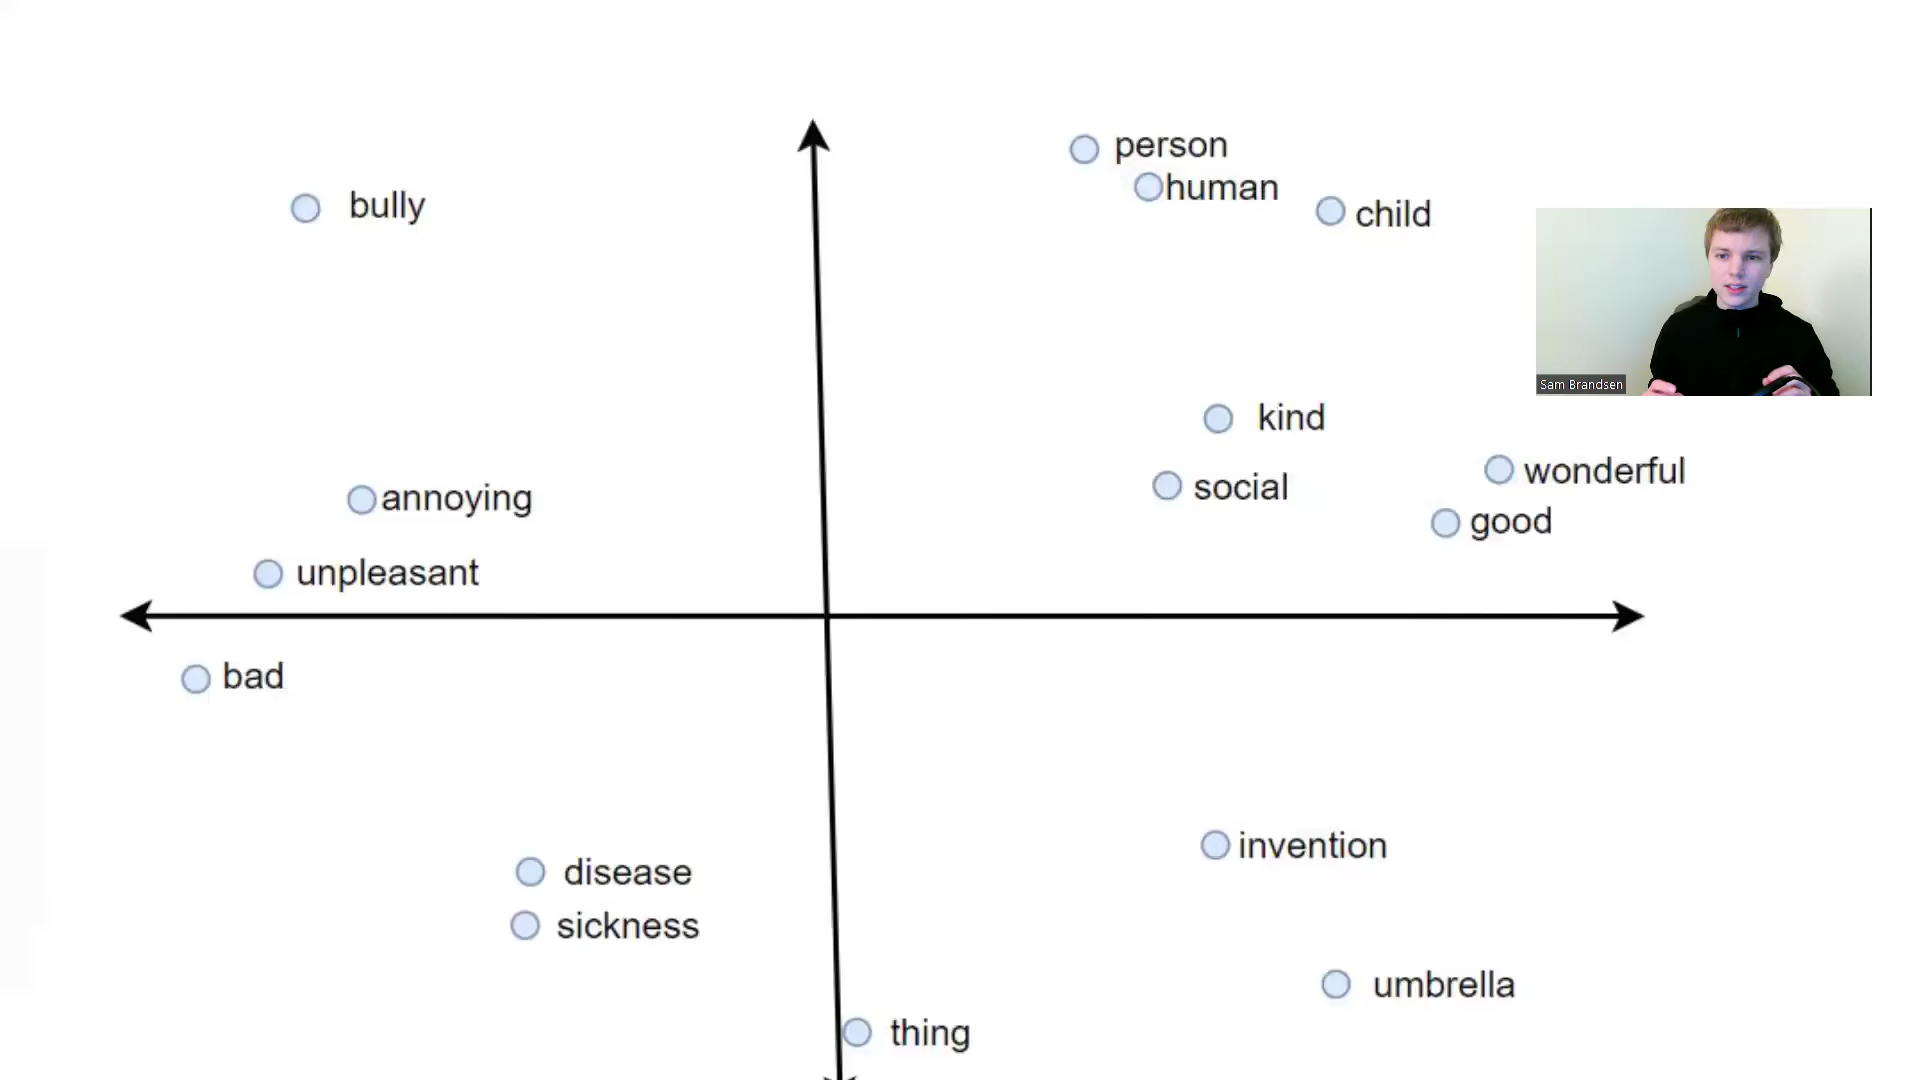 person
human
child
bully
Sam Brandsen
kind
wonderful
social
annoying
good
unpleasant
bad
invention
disease
sickness
umbrella
thing